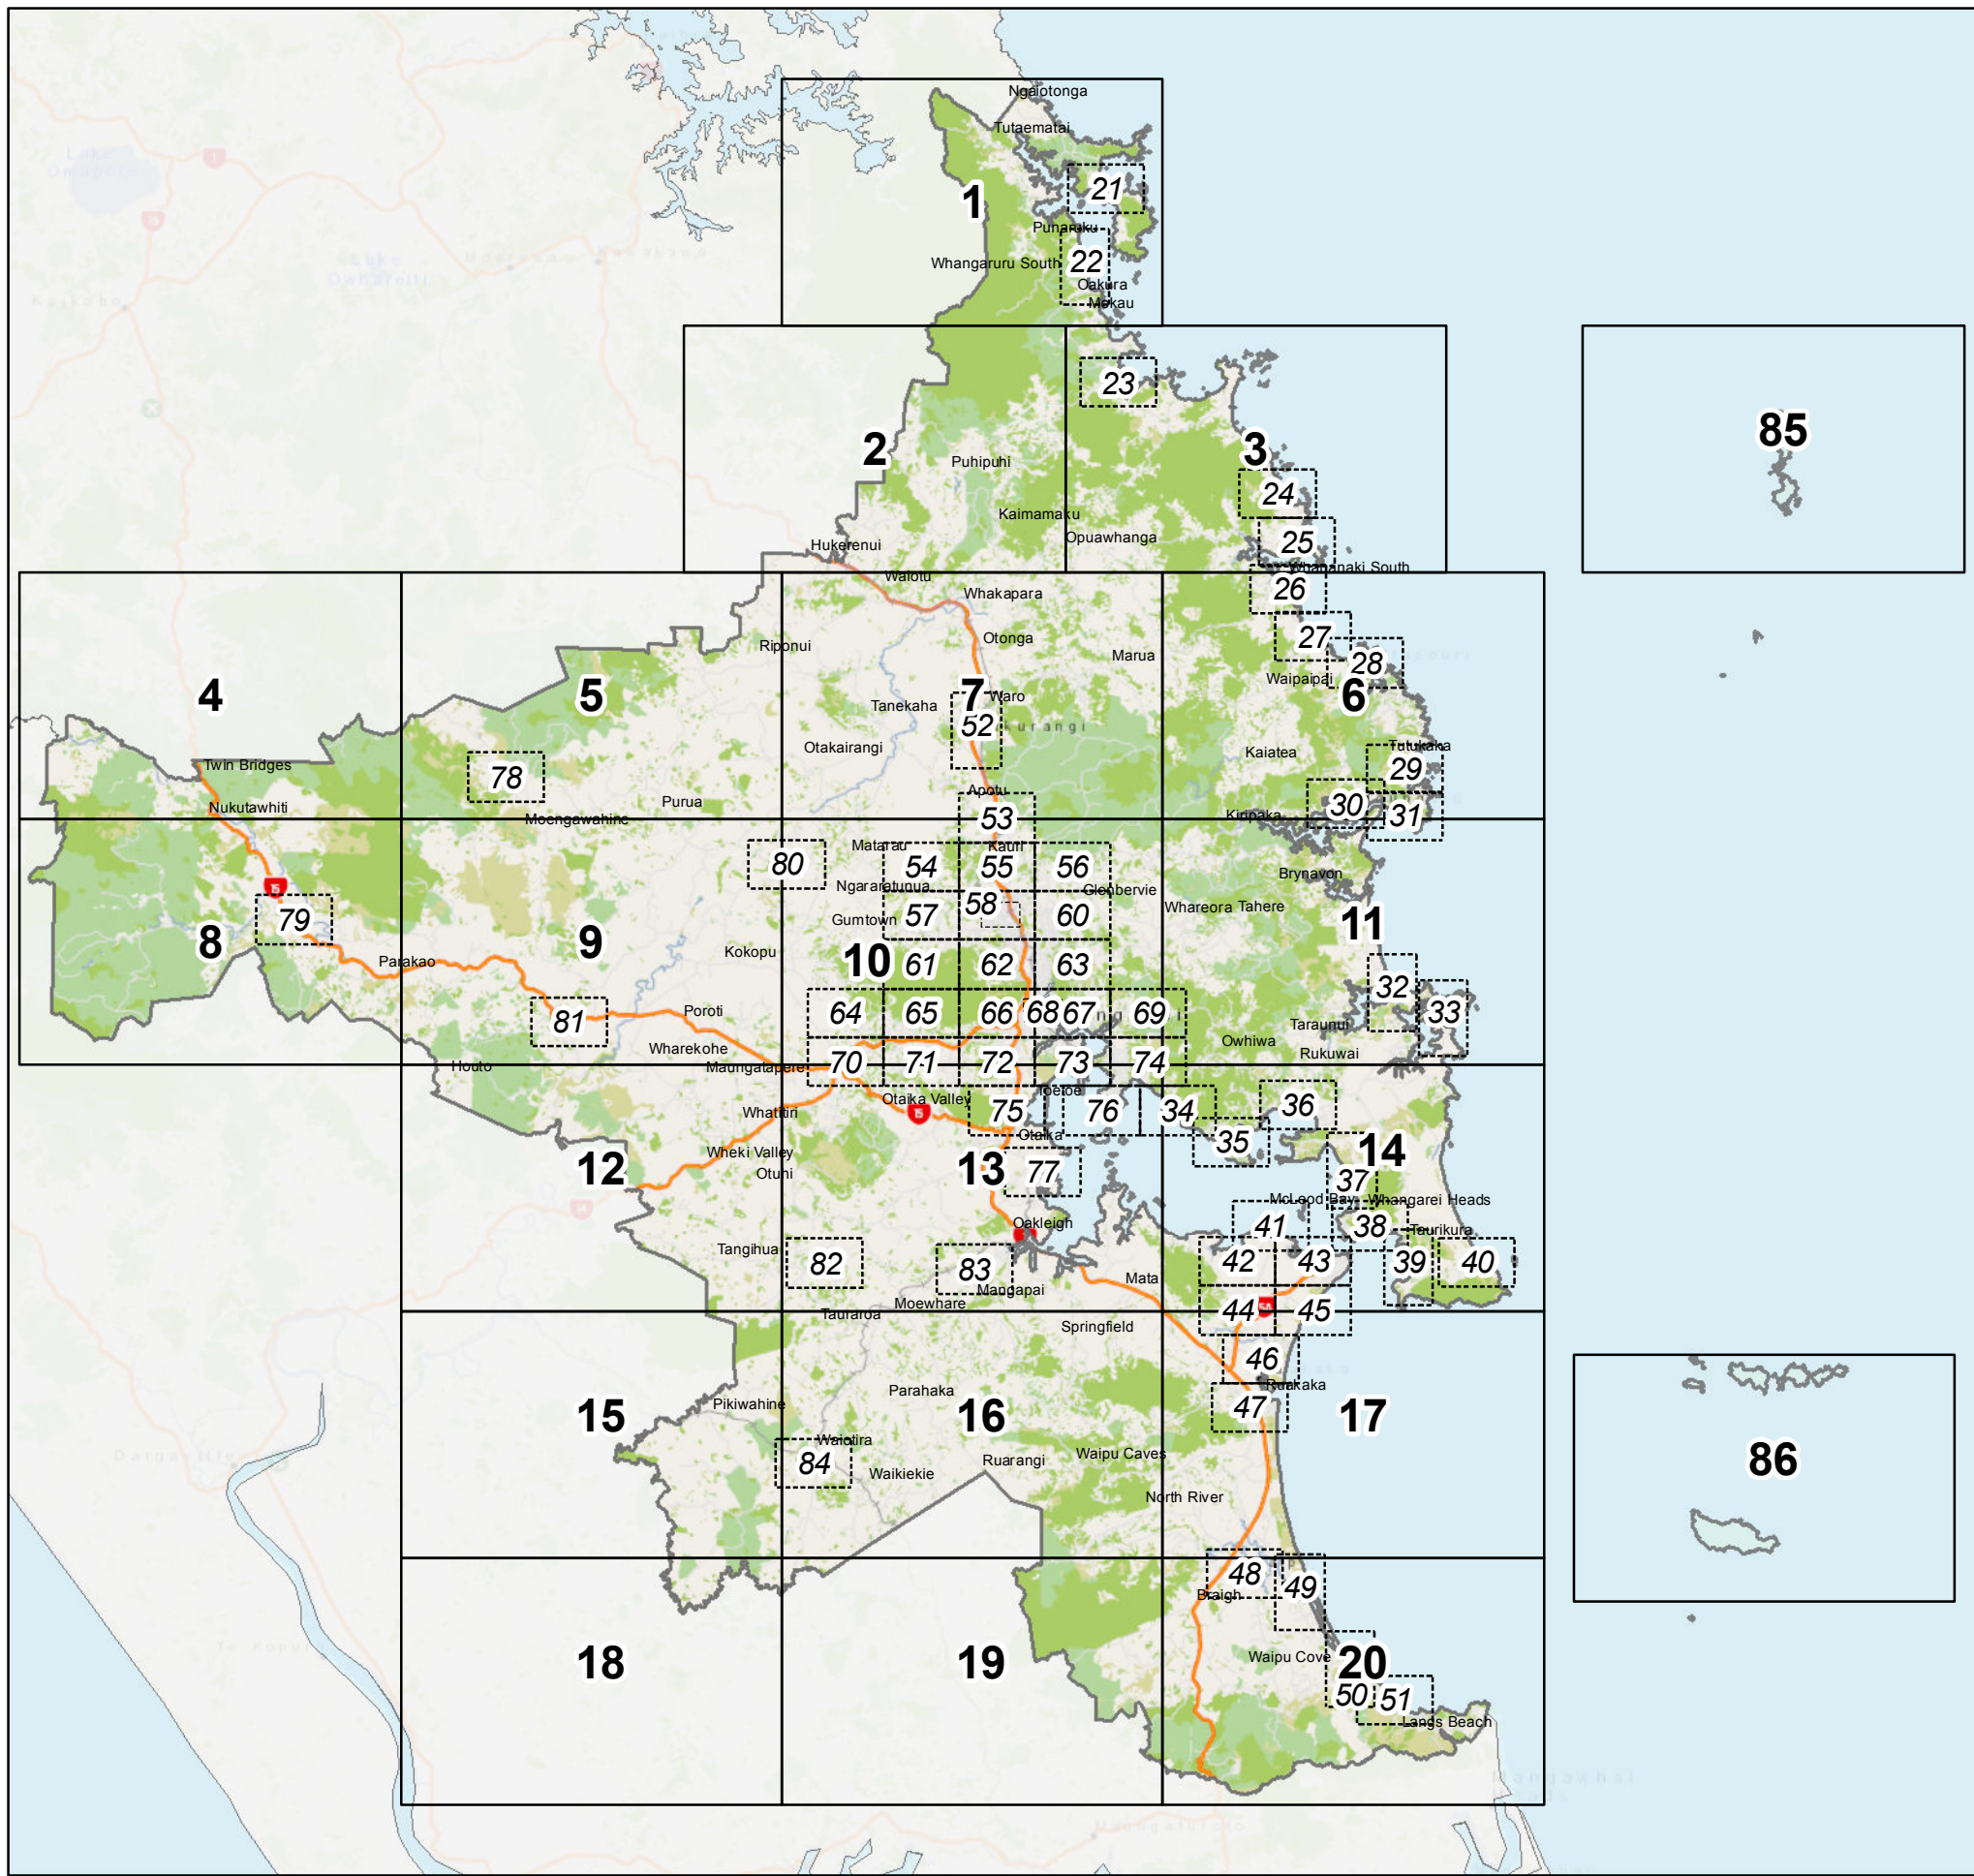 Ngaiotonga
Tutaematai
21
1
Punaruku
22
Whangaruru South
Oakura
Mokau
23
85
2
3
Puhipuhi
24
Kaimamaku
Opuawhanga
25
Hukerenui
Whananaki South
Waiotu
26
Whakapara
27
Otonga
Riponui
Marua
28
Waipaipai
4
5
7
6
Waro
Tanekaha
52
Otakairangi
Tutukaka
Kaiatea
Twin Bridges
29
78
Apotu
Purua
30
Nukutawhiti
31
Kiripaka
Moengawahine
53
Matarau
Kauri
80
54
55
56
Brynavon
Ngararatunua
Glenbervie
58
Whareora
Tahere
79
Gumtown
57
60
11
8
9
Kokopu
10
61
62
63
Parakao
32
Poroti
81
64
65
66
68
67
69
33
Taraunui
Wharekohe
Owhiwa
Rukuwai
Houto
Maungatapere
70
71
72
73
74
Toetoe
Otaika Valley
36
Whatitiri
15
75
76
34
Otaika
35
Wheki Valley
14
12
Otuhi
13
77
37
McLeod Bay
Whangarei Heads
Oakleigh
41
38
Taurikura
Tangihua
82
83
42
43
39
40
Mata
Mangapai
Moewhare
Tauraroa
44
45
Springfield
46
Ruakaka
Parahaka
Pikiwahine
47
15
16
17
Waiotira
Waipu Caves
84
Ruarangi
Waikiekie
86
North River
48
49
Braigh
Waipu Cove
18
19
20
50
51
Langs Beach
Dargaville
Mangawhai
Maungaturoto